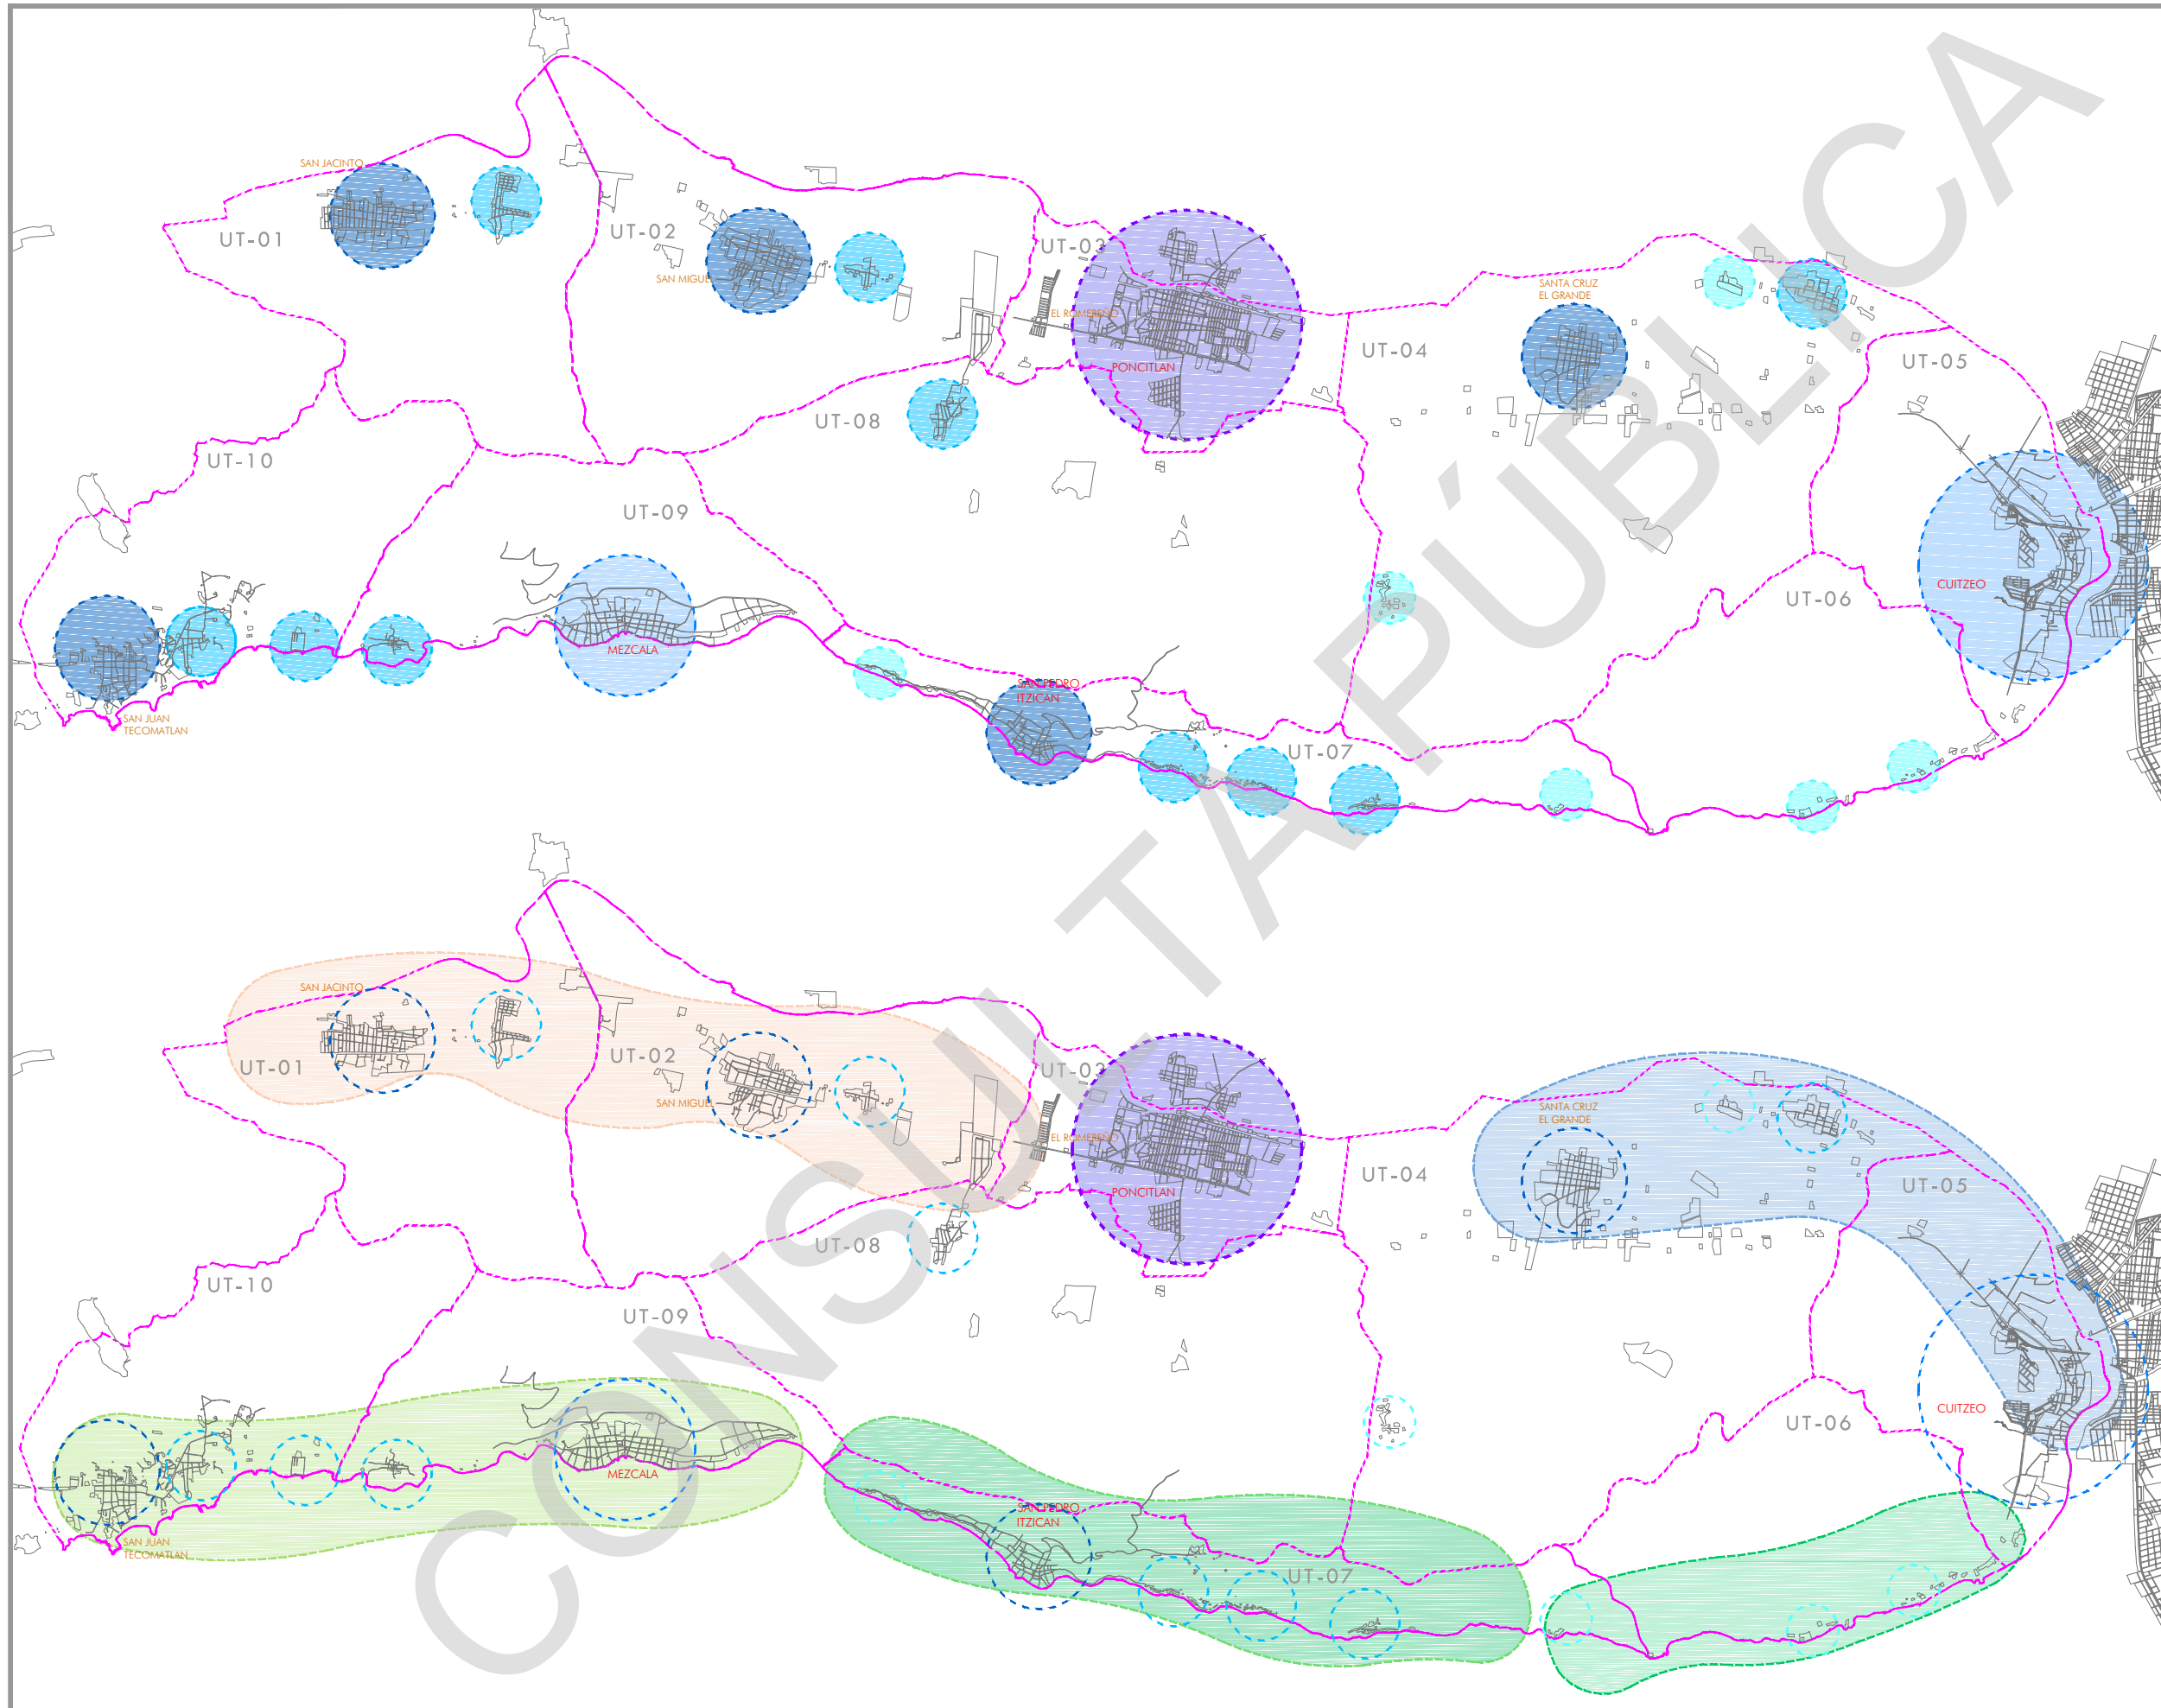 SAN JACINTO
UT-01
UT-02
SAN MIGUEL
UT-03
EL ROMEREÑO
PONCITLAN
SANTA CRUZ
EL GRANDE
UT-04
UT-05
UT-08
UT-10
UT-09
CUITZEO
UT-06
MEZCALA
SAN PEDRO
ITZICAN
SAN JUAN
TECOMATLAN
UT-07
CONSULTA PÚBLICA
SAN JACINTO
UT-01
UT-02
SAN MIGUEL
UT-03
EL ROMEREÑO
PONCITLAN
SANTA CRUZ
EL GRANDE
UT-04
UT-05
UT-08
UT-10
UT-09
CUITZEO
UT-06
MEZCALA
SAN PEDRO
ITZICAN
SAN JUAN
TECOMATLAN
UT-07